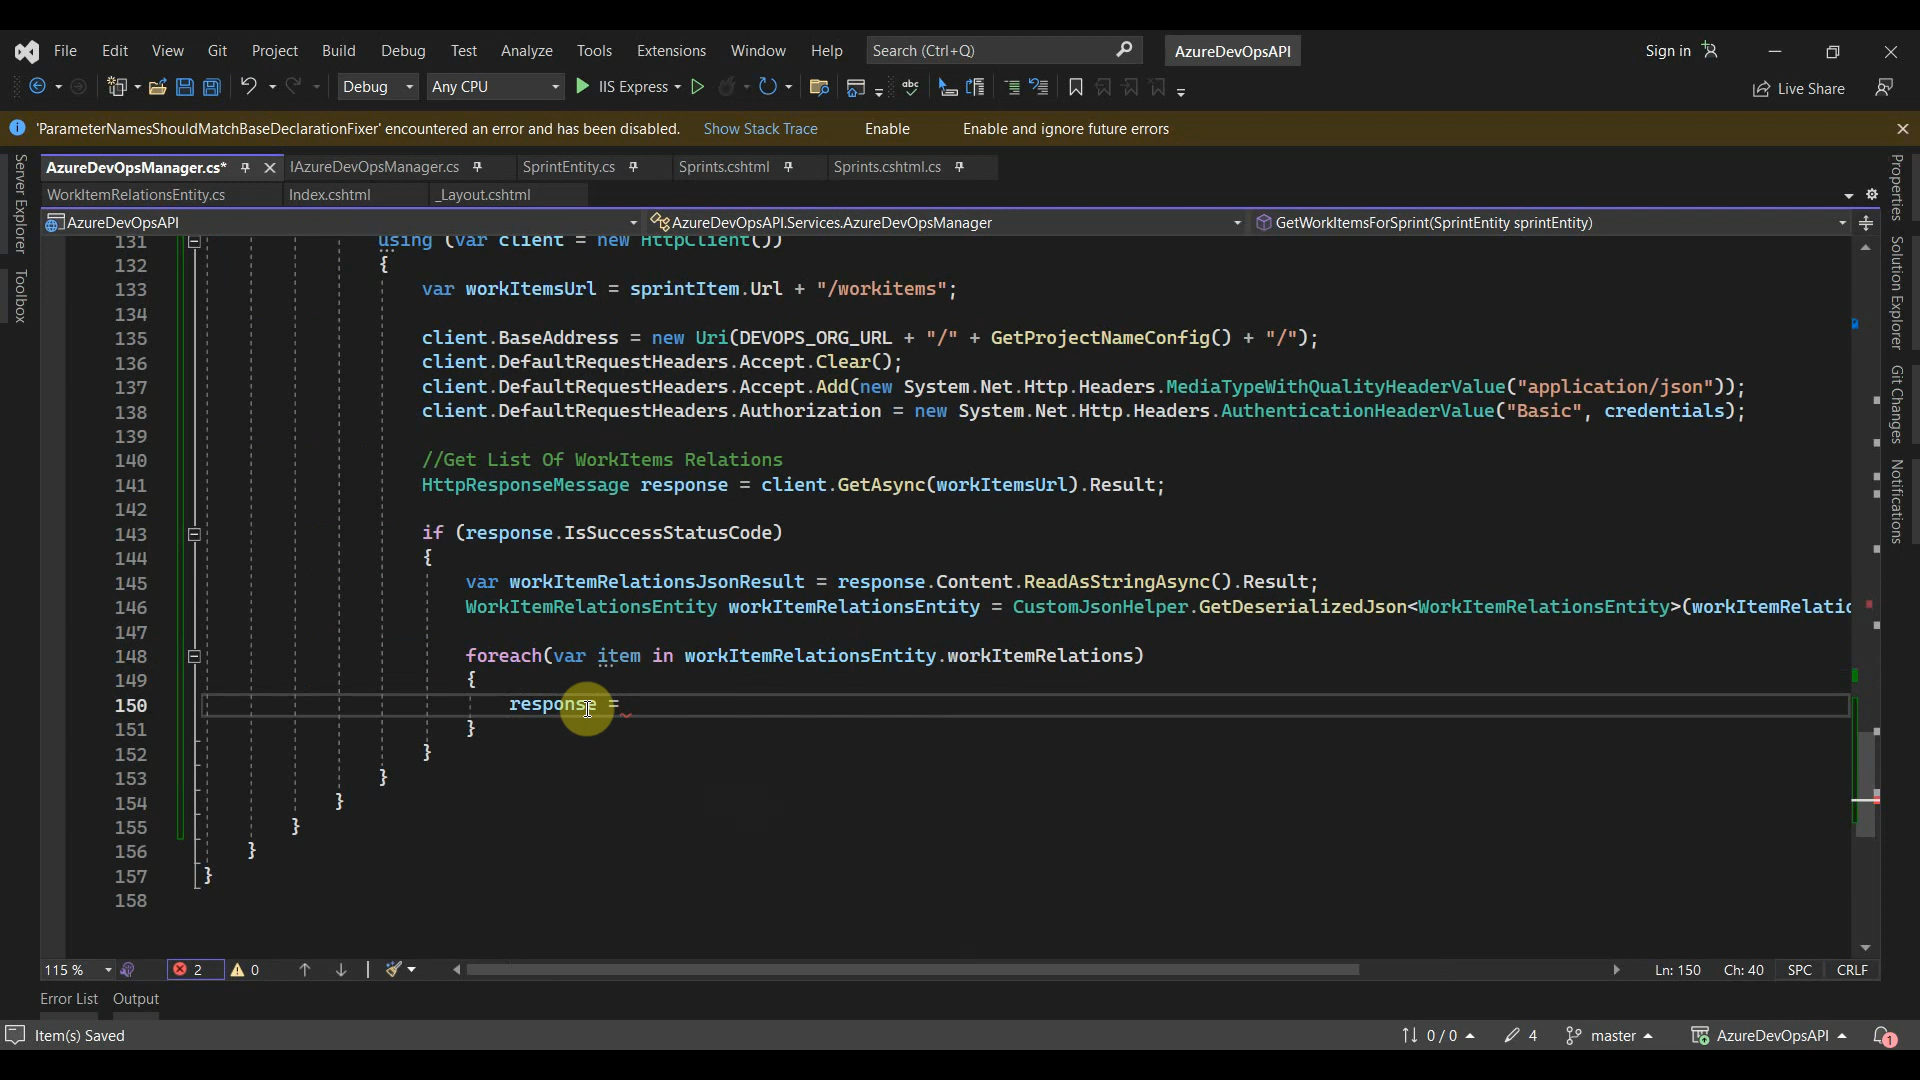 File Edit View Git Project Build Debug Test Analyze Tools Extensions Window Help Search (Ctrl+Q) AzureDevOpsAPI Sign in
Debug Any CPU IIS Express abc Live Share
'ParameterNamesShouldMatchBaseDeclarationFixer' encountered an error and has been disabled. Show Stack Trace Enable Enable and ignore future errors
AzureDevOpsManager.cs* IAzureDevOpsManager.cs SprintEntity.cs Sprints.cshtml Sprints.cshtml.cs
WorkItemRelationsEntity.cs Index.cshtml _Layout.cshtml
AzureDevOpsAPI AzureDevOpsAPI.Services.AzureDevOpsManager GetWorkItemsForSprint(SprintEntity sprintEntity)
Server Explorer
Toolbox
Properties
Solution Explorer
Git Changes
Notifications
131 using (var client = new HttpClient())
132 {
133 var workItemsUrl = sprintItem.Url + "/workitems";
134
135 client.BaseAddress = new Uri(DEVOPS_ORG_URL + "/" + GetProjectNameConfig() + "/");
136 client.DefaultRequestHeaders.Accept.Clear();
137 client.DefaultRequestHeaders.Accept.Add(new System.Net.Http.Headers.MediaTypeWithQualityHeaderValue("application/json"));
138 client.DefaultRequestHeaders.Authorization = new System.Net.Http.Headers.AuthenticationHeaderValue("Basic", credentials);
139
140 //Get List Of WorkItems Relations
141 HttpResponseMessage response = client.GetAsync(workItemsUrl).Result;
142
143 if (response.IsSuccessStatusCode)
144 {
145 var workItemRelationsJsonResult = response.Content.ReadAsStringAsync().Result;
146 WorkItemRelationsEntity workItemRelationsEntity = CustomJsonHelper.GetDeserializedJson<WorkItemRelationsEntity>(workItemRelatio
147
148 foreach(var item in workItemRelationsEntity.workItemRelations)
149 {
150 response =
151 }
152 }
153 }
154 }
155 }
156 }
157 }
158
115 % 2 0 Ln: 150 Ch: 40 SPC CRLF
Error List Output
Item(s) Saved 0 / 0 4 master AzureDevOpsAPI 1